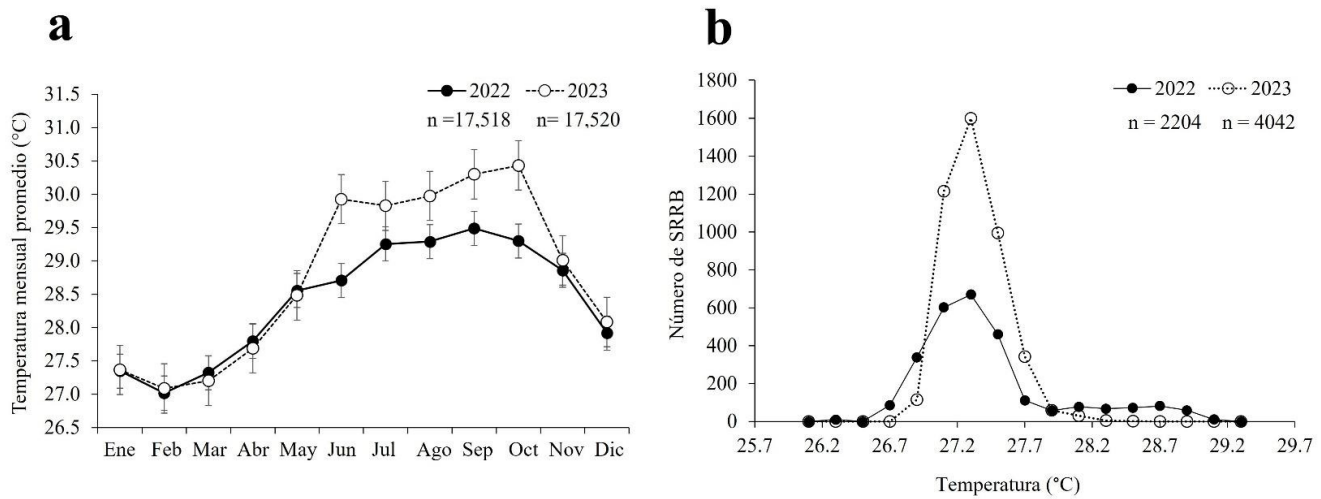 a
Temperatura mensual promedio (°C)
31.5
31.0
30.5
30.0
29.5
29.0
28.5
28.0
27.5
27.0
26.5
2022 2023
n =17,518 n= 17,520
Ene Feb Mar Abr May Jun Jul Ago Sep Oct Nov Dic
b
Número de SRRB
1800
1600
1400
1200
1000
800
600
400
200
0
2022 2023
n = 2204 n = 4042
25.7 26.2 26.7 27.2 27.7 28.2 28.7 29.2 29.7
Temperatura (°C)